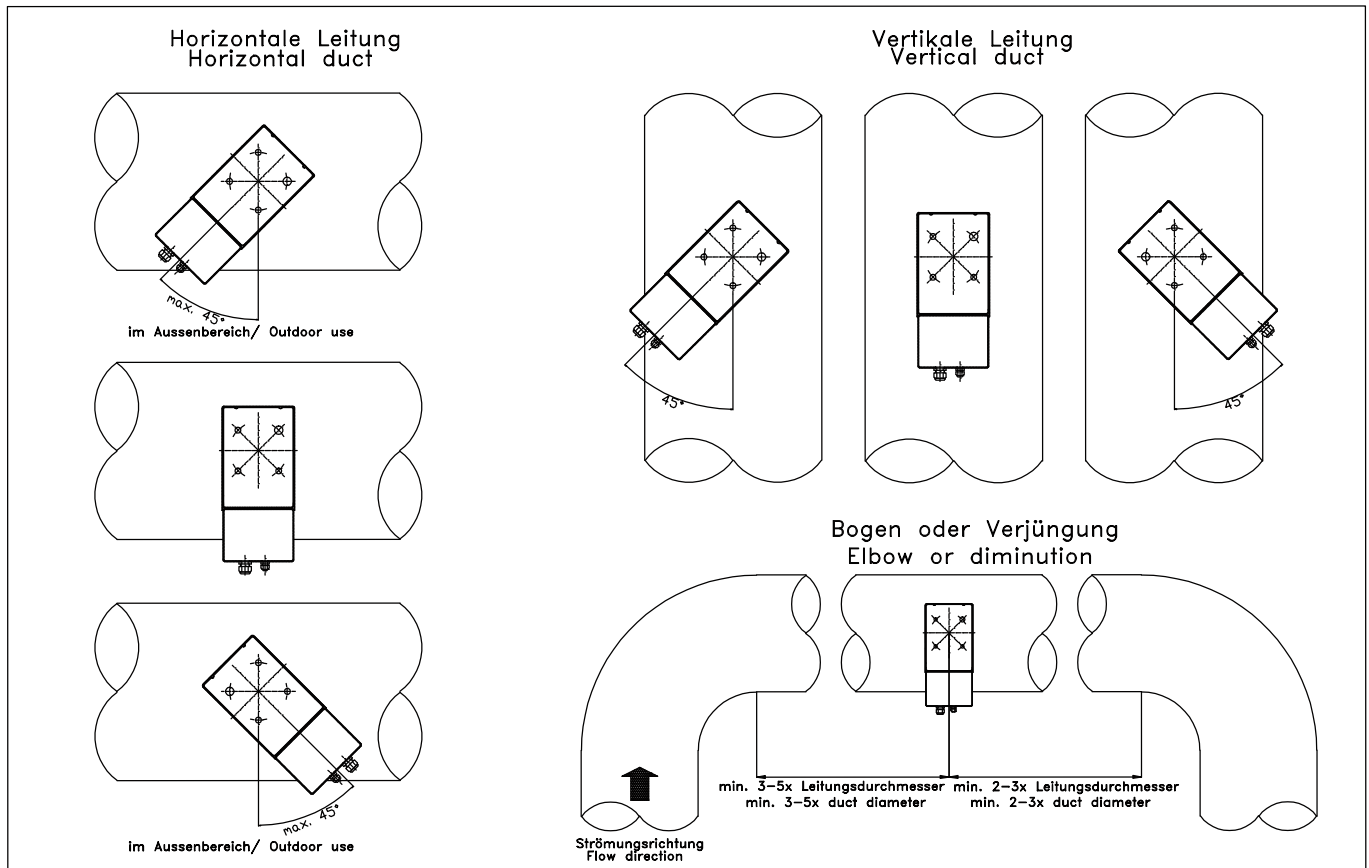 Horizontale Leitung
Horizontal duct
max. 45°
im Aussenbereich/ Outdoor use
max. 45°
im Aussenbereich/ Outdoor use
Vertikale Leitung
Vertical duct
45°
45°
Bogen oder Verjüngung
Elbow or diminution
min. 3-5x Leitungsdurchmesser
min. 3-5x duct diameter
min. 2-3x Leitungsdurchmesser
min. 2-3x duct diameter
Strömungsrichtung
Flow direction